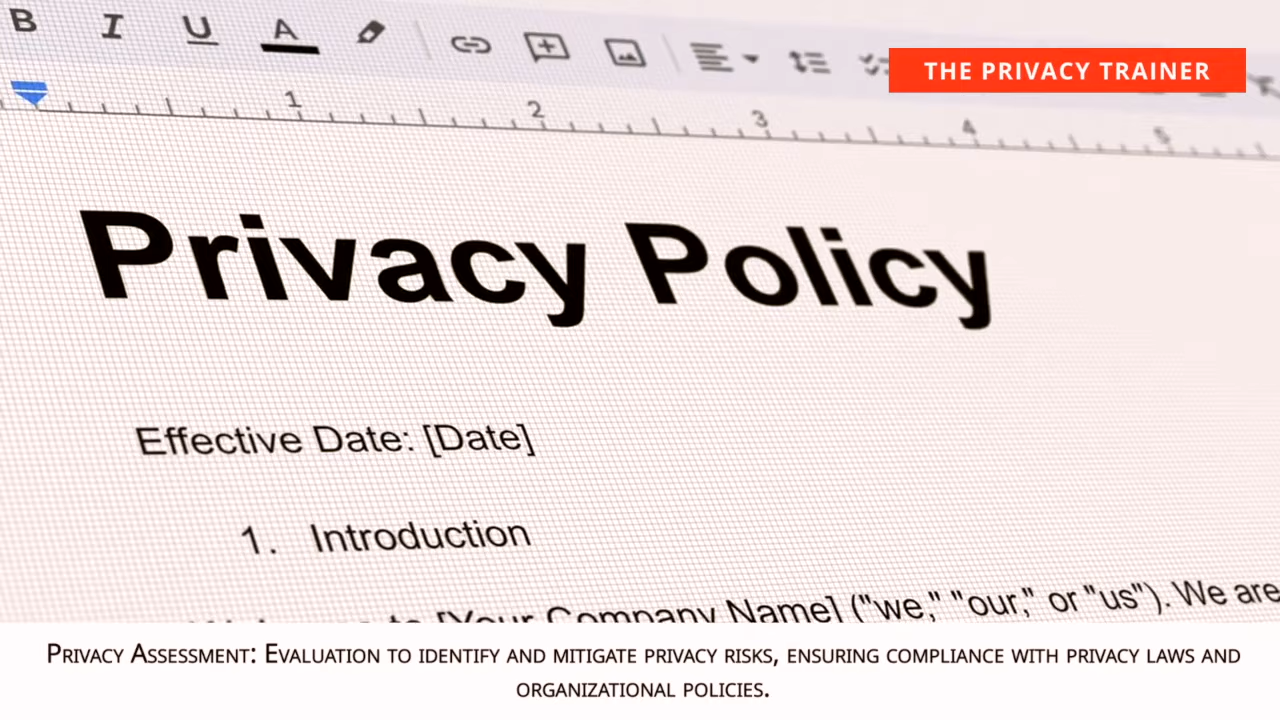 B I U A
THE PRIVACY TRAINER
1 2 3 4 5
Privacy Policy
Effective Date: [Date]
1. Introduction
to [Your Company Name] ("we," "our," or "us"). We are
Privacy Assessment: Evaluation to identify and mitigate privacy risks, ensuring compliance with privacy laws and
organizational policies.